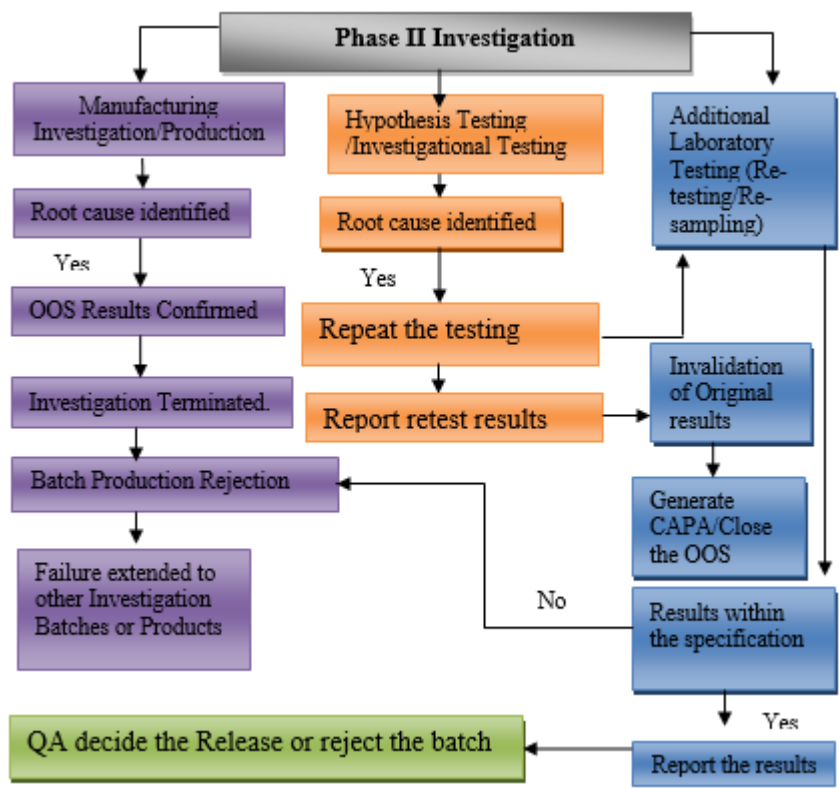 Phase II Investigation
Manufacturing
Investigation/Production
Root cause identified
Yes
OOS Results Confirmed
Investigation Terminated.
Batch Production Rejection
Failure extended to
other Investigation
Batches or Products
Hypothesis Testing
/Investigational Testing
Root cause identified
Yes
Repeat the testing
Report retest results
Additional
Laboratory
Testing (Re-
testing/Re-
sampling)
Invalidation
of Original
results
Generate
CAPA/Close
the OOS
No
Results within
the specification
Yes
Report the results
QA decide the Release or reject the batch